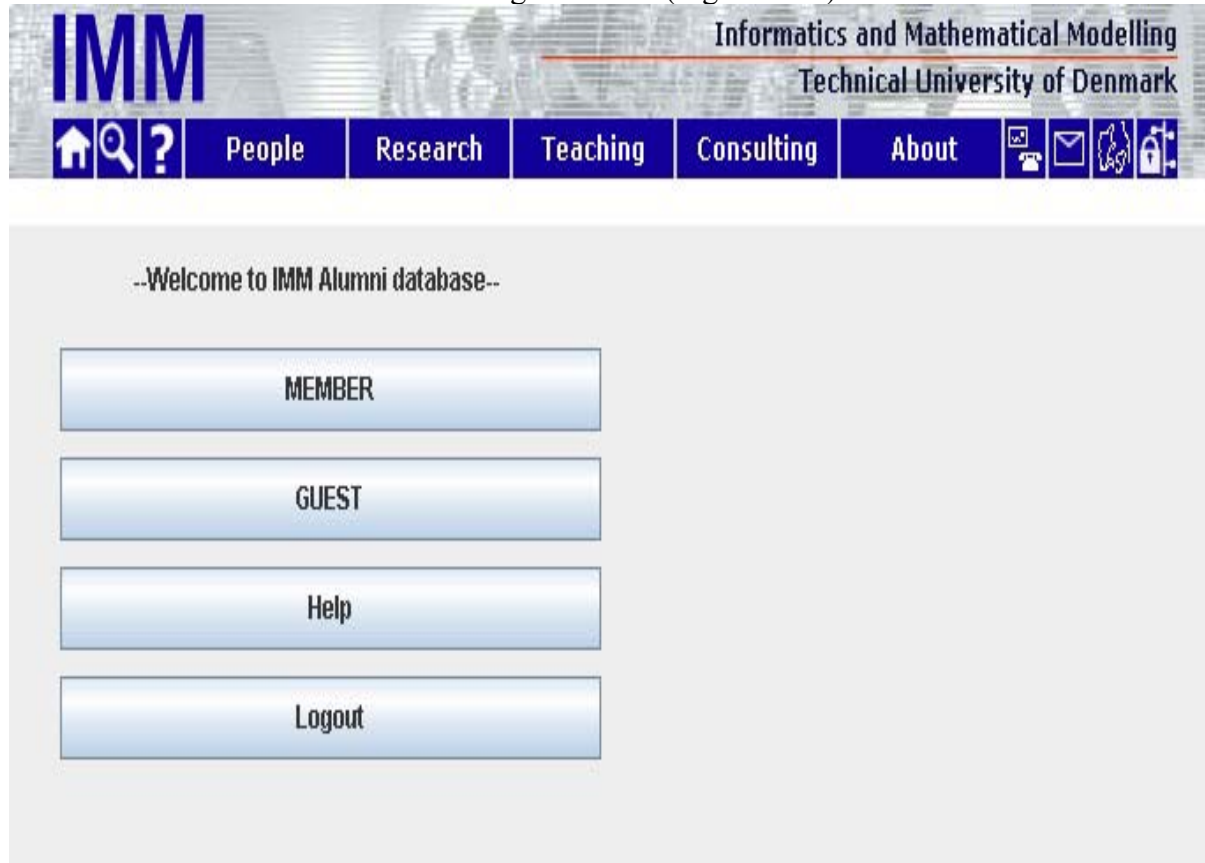 IMM
Informatics and Mathematical Modelling
Technical University of Denmark
? People Research Teaching Consulting About
--Welcome to IMM Alumni database--
MEMBER
GUEST
Help
Logout